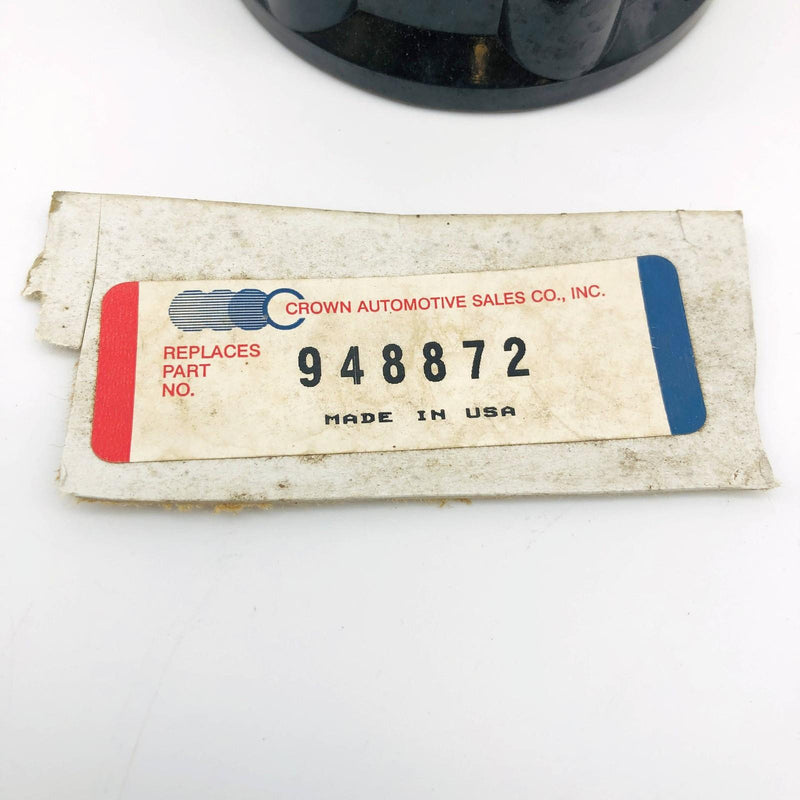 CROWN AUTOMOTIVE SALES CO., INC.
REPLACES
PART
NO.
948872
MADE IN USA